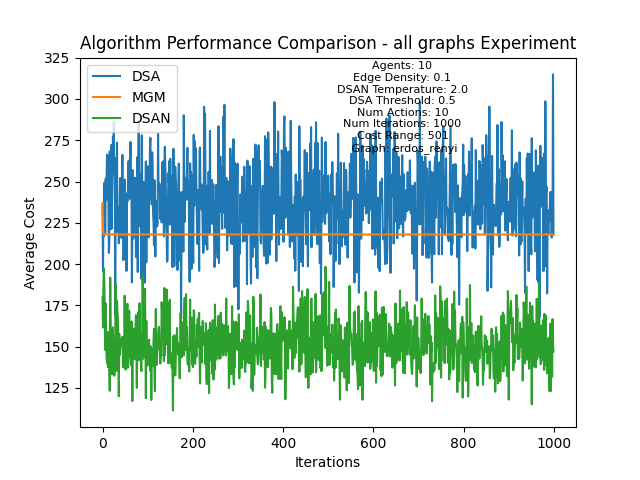 Algorithm Performance Comparison - all graphs Experiment
325
300
275
250
225
200
175
150
125
Average Cost
DSA
MGM
DSAN
Agents: 10
Edge Density: 0.1
DSAN Temperature: 2.0
DSA Threshold: 0.5
Num Actions: 10
Num Iterations: 1000
Cost Range: 501
Graph: erdos_renyi
0
200
400
600
800
1000
Iterations